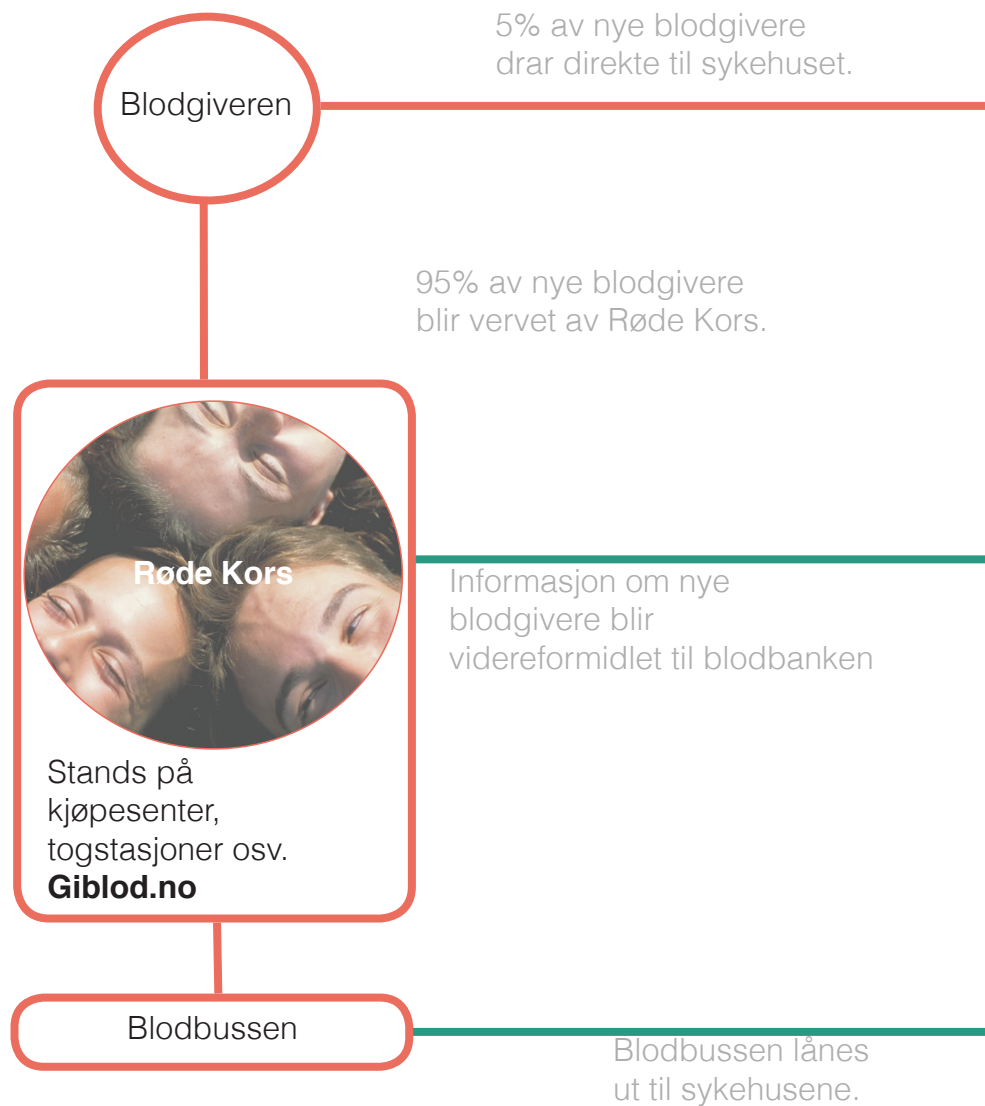 5% av nye blodgivere
drar direkte til sykehuset.
Blodgiveren
95% av nye blodgivere
blir vervet av Røde Kors.
Røde Kors
Informasjon om nye
blodgivere blir
videreformidlet til blodbanken
Stands på
kjøpesenter,
togstasjoner osv.
Giblod.no
Blodbussen
Blodbussen lånes
ut til sykehusene.